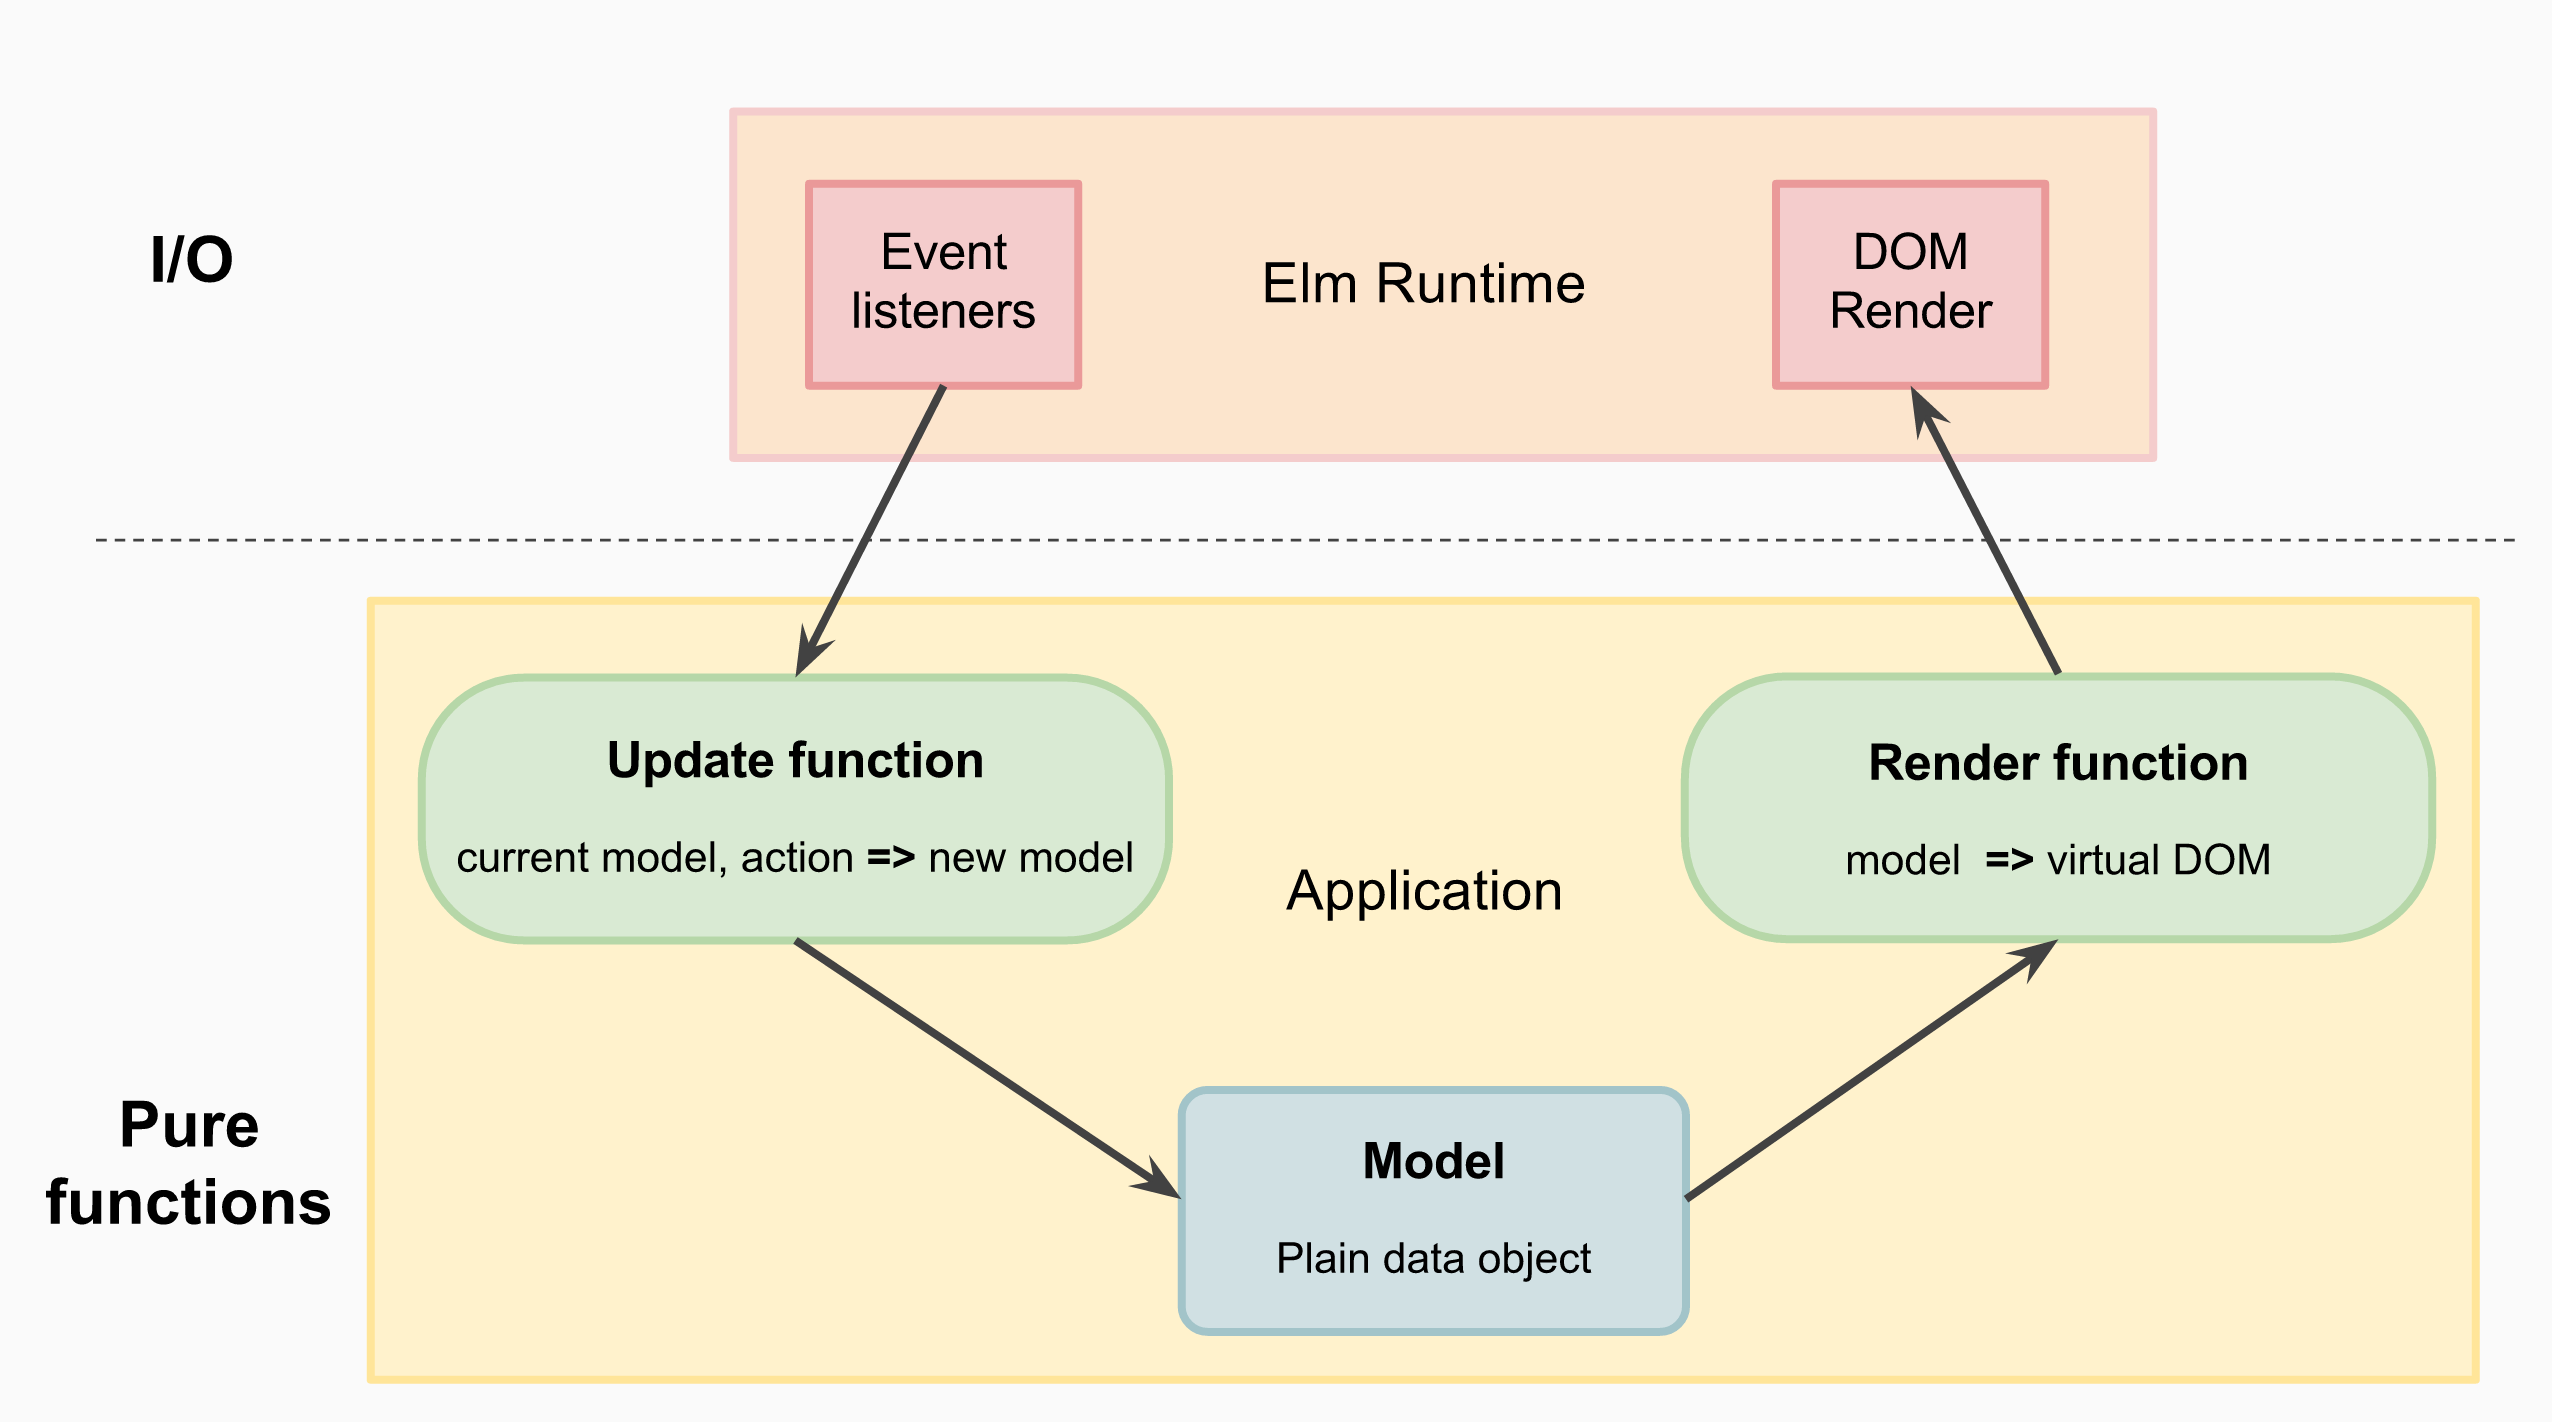 I/O
Event
listeners
Elm Runtime
DOM
Render
Update function
current model, action => new model
Application
Render function
model => virtual DOM
Pure
functions
Model
Plain data object